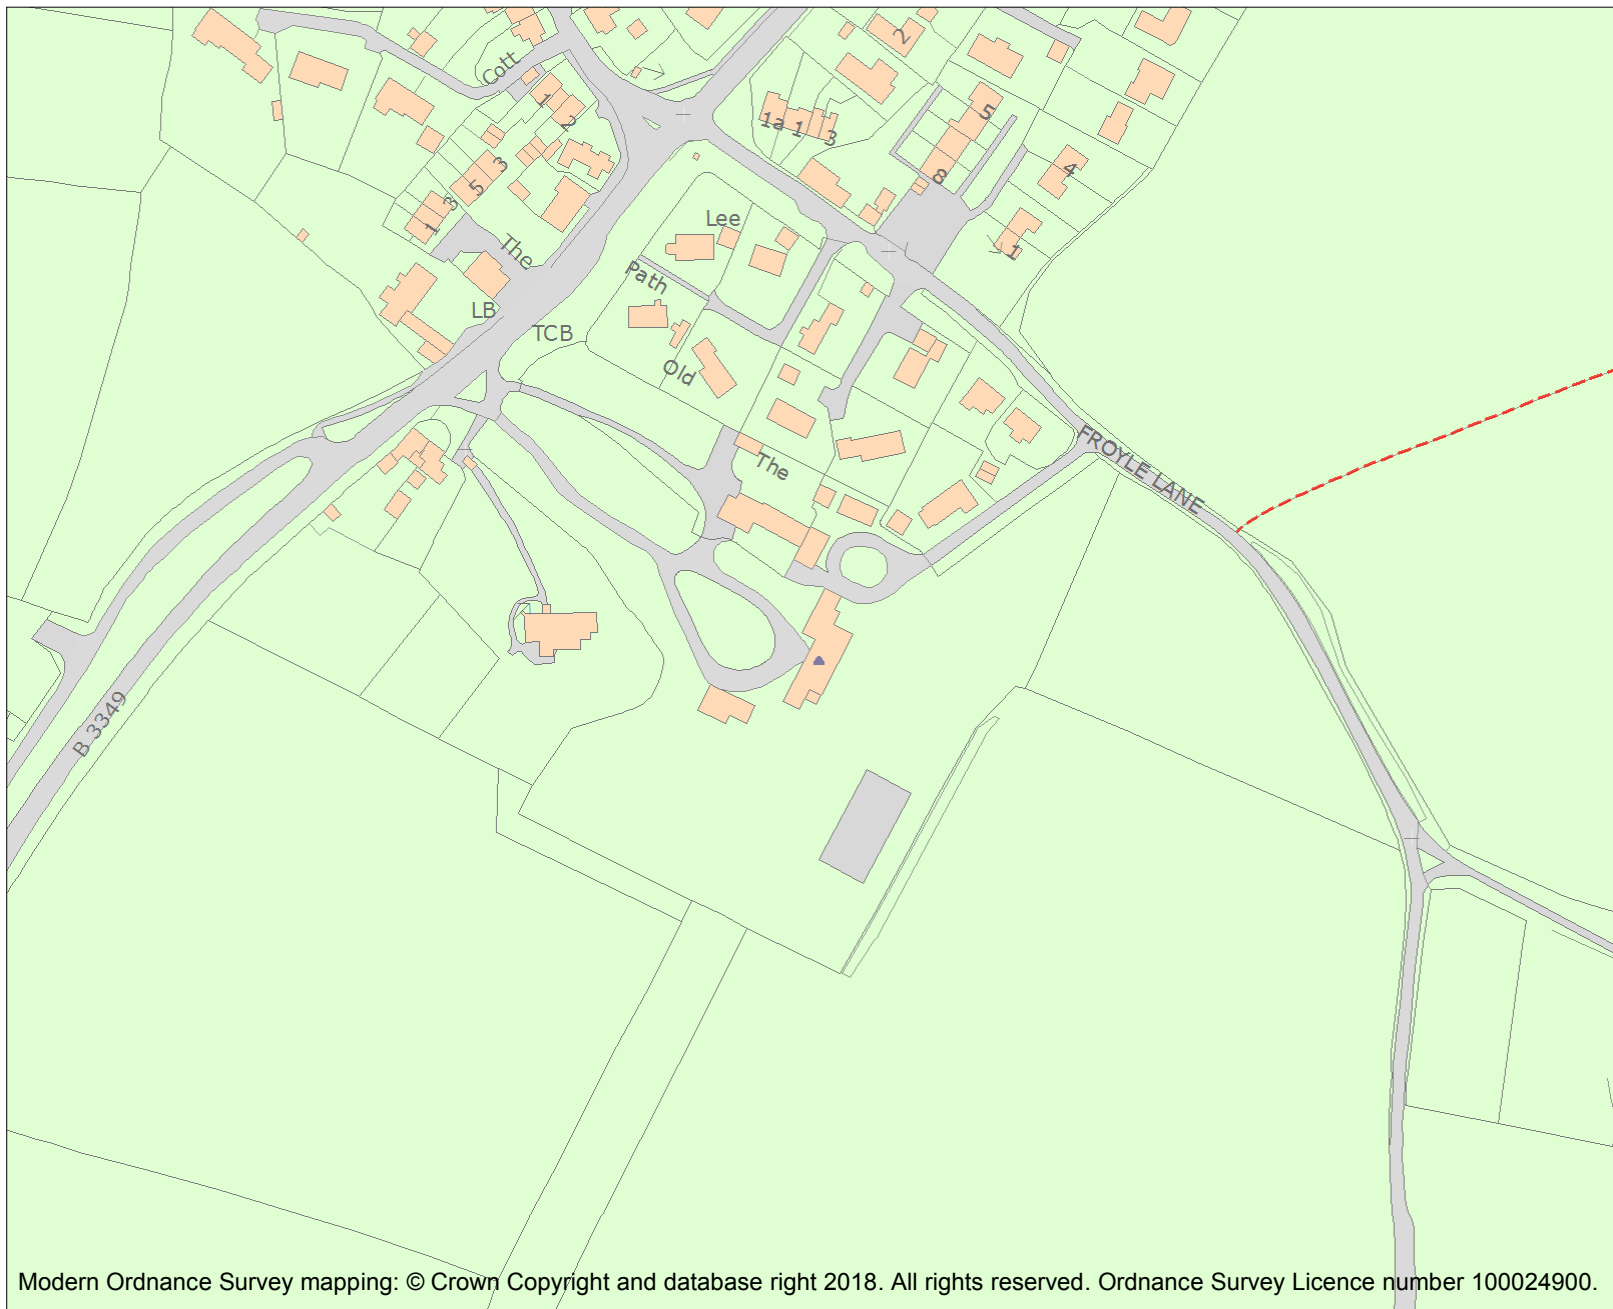 2
Cott
1
2
1a 1 3
5
3
5
8
4
3
1
Lee
The
1
Path
LB
TCB
Old
FROYLE LANE
The
B 3349
Modern Ordnance Survey mapping: © Crown Copyright and database right 2018. All rights reserved. Ordnance Survey Licence number 100024900.